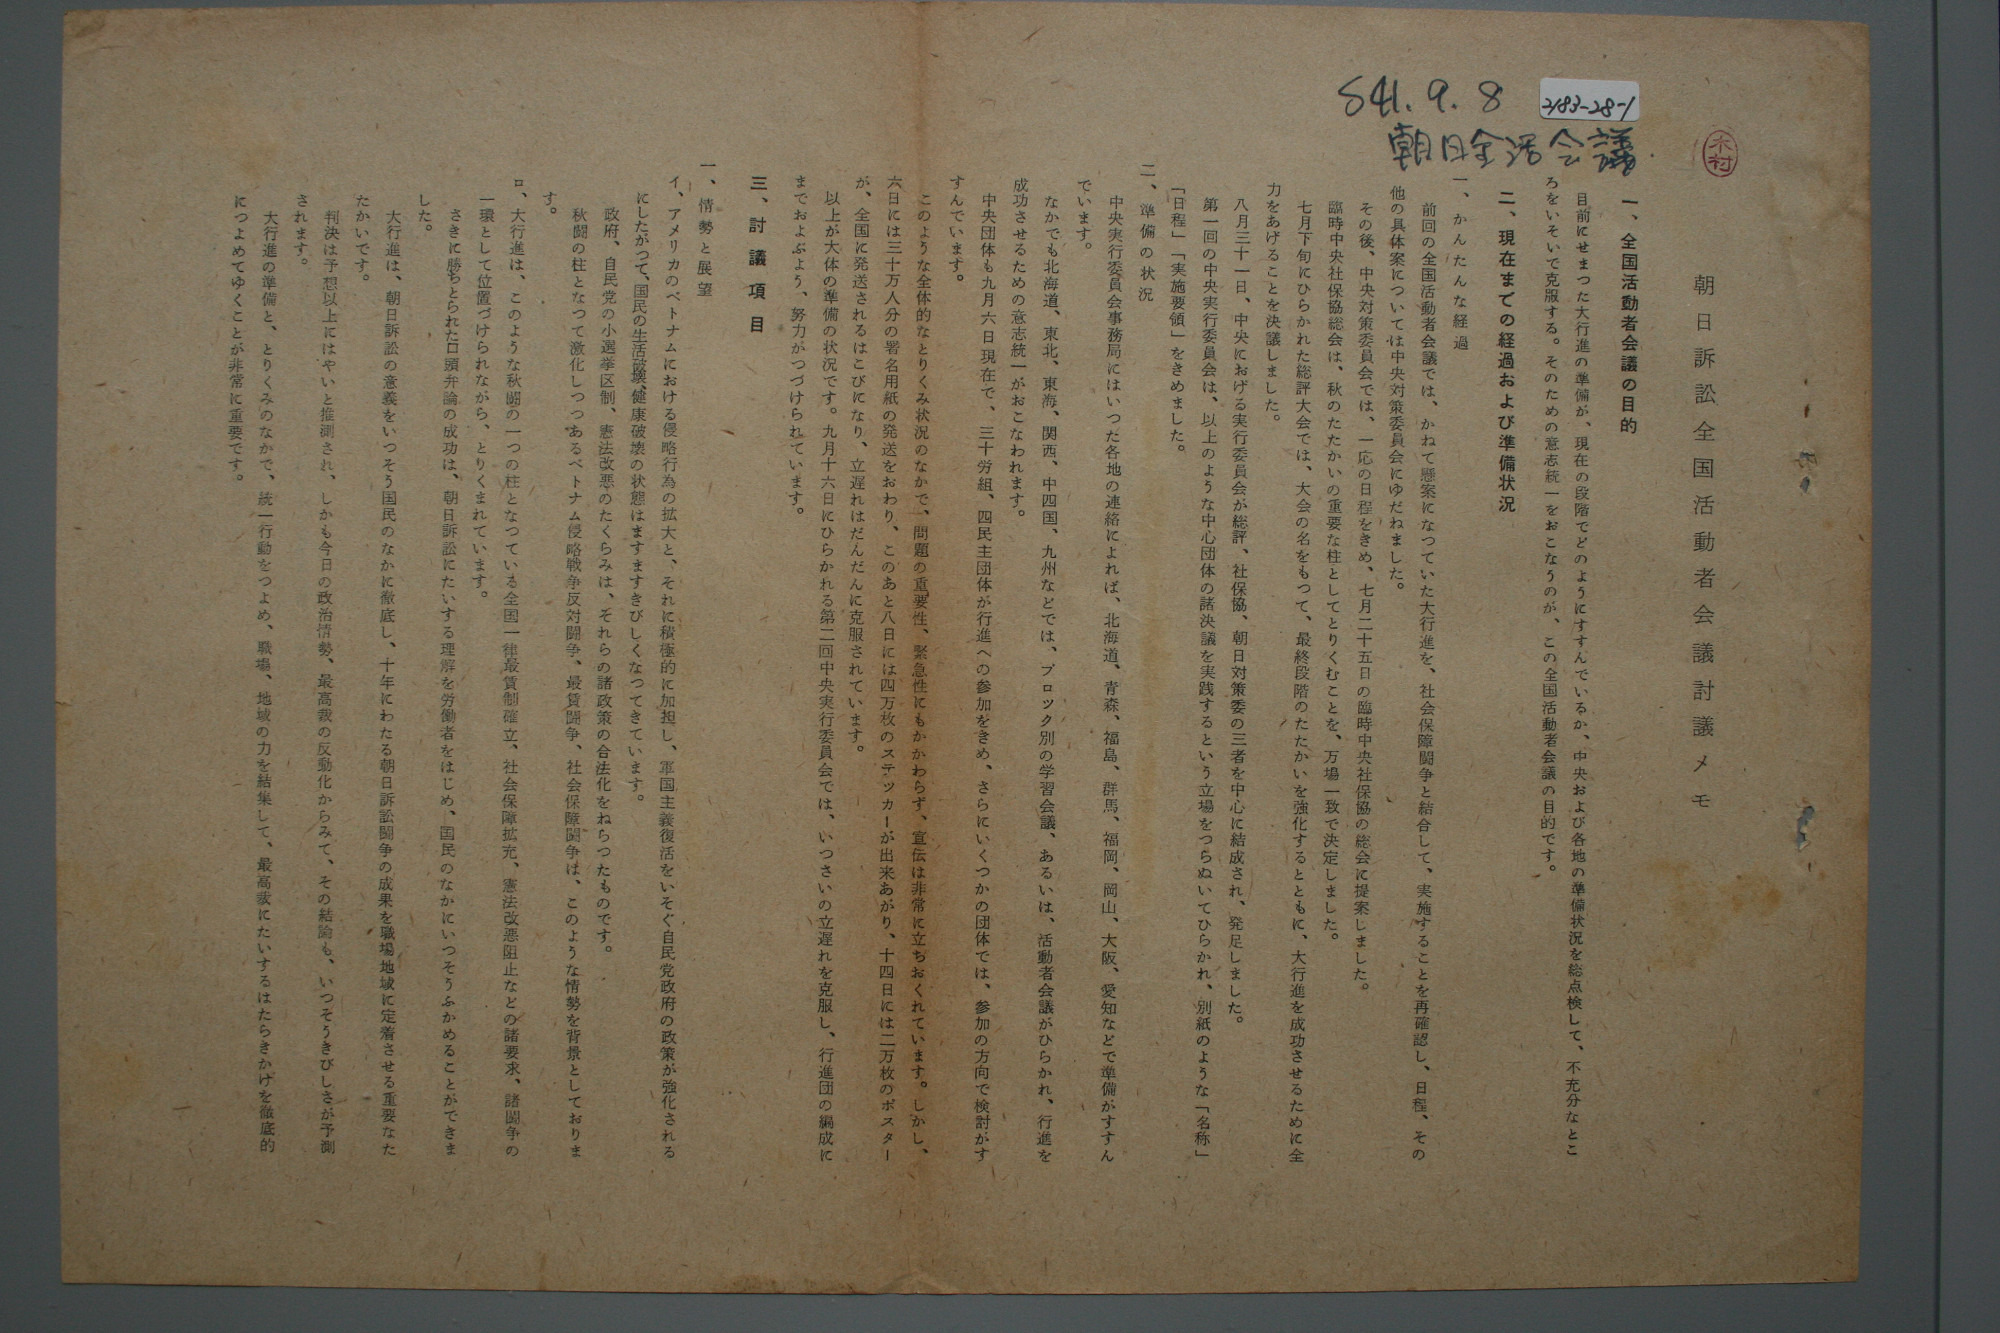 S41.9.8
2183-28-1
朝日全活会議
木村
朝日訴訟全国活動者会議討議メモ
一、全国活動者会議の目的
目前にせまつた大行進の準備が、現在の段階でどのようにすすんでいるか、中央および各地の準備状況を総点検して、不充分なとこ
ろをいそいで克服する。そのための意志統一をおこなうのが、この全国活動者会議の目的です。
二、現在までの経過および準備状況
一、かんたんな経過
前回の全国活動者会議では、かねて懸案になつていた大行進を、社会保障闘争と結合して、実施することを再確認し、日程、その
他の具体案については中央対策委員会にゆだねました。
その後、中央対策委員会では、一応の日程をきめ、七月二十五日の臨時中央社保協の総会に提案しました。
臨時中央社保協総会は、秋のたたかいの重要な柱としてとりくむことを、万場一致で決定しました。
七月下旬にひらかれた総評大会では、大会の名をもつて、最終段階のたたかいを強化するとともに、大行進を成功させるために全
力をあげることを決議しました。
八月三十一日、中央におげる実行委員会が総評、社保協、朝日対策委の三者を中心に結成され、発足しました。
第一回の中央実行委員会は、以上のような中心団体の諸決議を実践するという立場をつらぬいてひらかれ、別紙のような「名称」
「日程」「実施要領」をきめました。
二、準備の状況
中央実行委員会事務局にはいつた各地の連絡によれば、北海道、青森、福島、群馬、福岡、岡山、大阪、愛知などで準備がすすん
でいます。
なかでも北海道、東北、東海、関西、中四国、九州などでは、ブロック別の学習会議、あるいは、活動者会議がひらかれ、行進を
成功させるための意志統一がおこなわれます。
中央団体も九月六日現在で、三十労組、四民主団体が行進への参加をきめ、さらにいくつかの団体では、参加の方向で検討がす
すんでいます。
このような全体的なとりくみ状況のなかで、問題の重要性、緊急性にもかかわらず、宣伝は非常に立ちおくれています。しかし、
六日には三十万人分の署名用紙の発送をおわり、このあと八日には四万枚のステッカーが出来あがり、十四日には二万枚のポスター
が、全国に発送されるはこびになり、立遅れはだんだんに克服されています。
以上が大体の準備の状況です。九月十六日にひらかれる第二回中央実行委員会では、いつさいの立遅れを克服し、行進団の編成に
までおよぶよう、努力がつづけられています。
三、討議項目
一、情勢と展望
イ、アメリカのベトナムにおける侵略行為の拡大と、それに積極的に加担し、軍国主義復活をいそぐ自民党政府の政策が強化される
にしたがつて、国民の生活破壊、健康破壊の状態はますますきびしくなつてきています。
政府、自民党の小選挙区制、憲法改悪のたくらみは、それらの諸政策の合法化をねらつたものです。
秋闘の柱となつて激化しつつあるベトナム侵略戦争反対闘争、最賃闘争、社会保障闘争は、このような情勢を背景としておりま
す。
ロ、大行進は、このような秋闘の一つの柱となつている全国一律最賃制確立、社会保障拡充、憲法改悪阻止などの諸要求、諸闘争の
一環として位置づけられながら、とりくまれています。
さきに勝ちとられた口頭弁論の成功は、朝日訴訟にたいする理解を労働者をはじめ、国民のなかにいつそうふかめることができま
した。
大行進は、朝日訴訟の意義をいつそう国民のなかに徹底し、十年にわたる朝日訴訟闘争の成果を職場地域に定着させる重要なた
たかいです。
判決は予想以上にはやいと推測され、しかも今日の政治情勢、最高裁の反動化からみて、その結論も、いつそうきびしさが予測
されます。
大行進の準備と、とりくみのなかで、統一行動をつよめ、職場、地域の力を結集して、最高裁にたいするはたらきかけを徹底的
につよめてゆくことが非常に重要です。